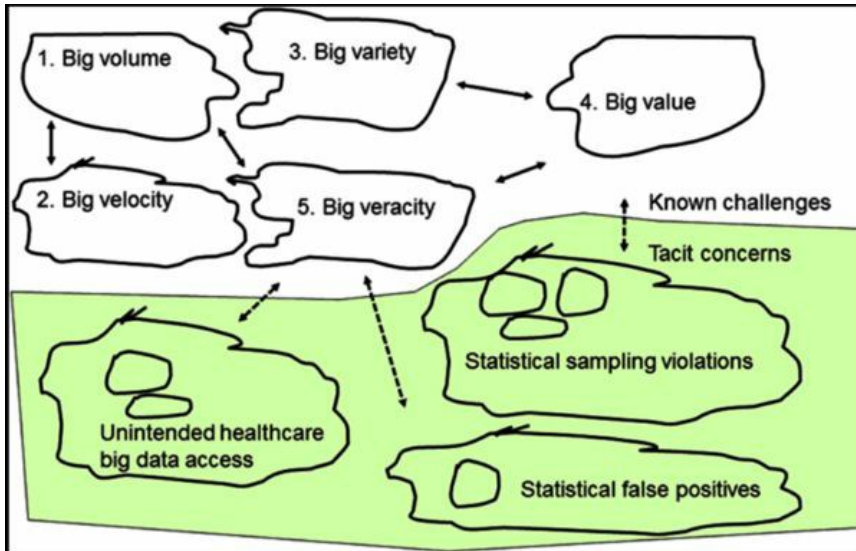 1. Big volume
3. Big variety
4. Big value
2. Big velocity
5. Big veracity
Known challenges
Tacit concerns
Statistical sampling violations
Unintended healthcare
big data access
Statistical false positives